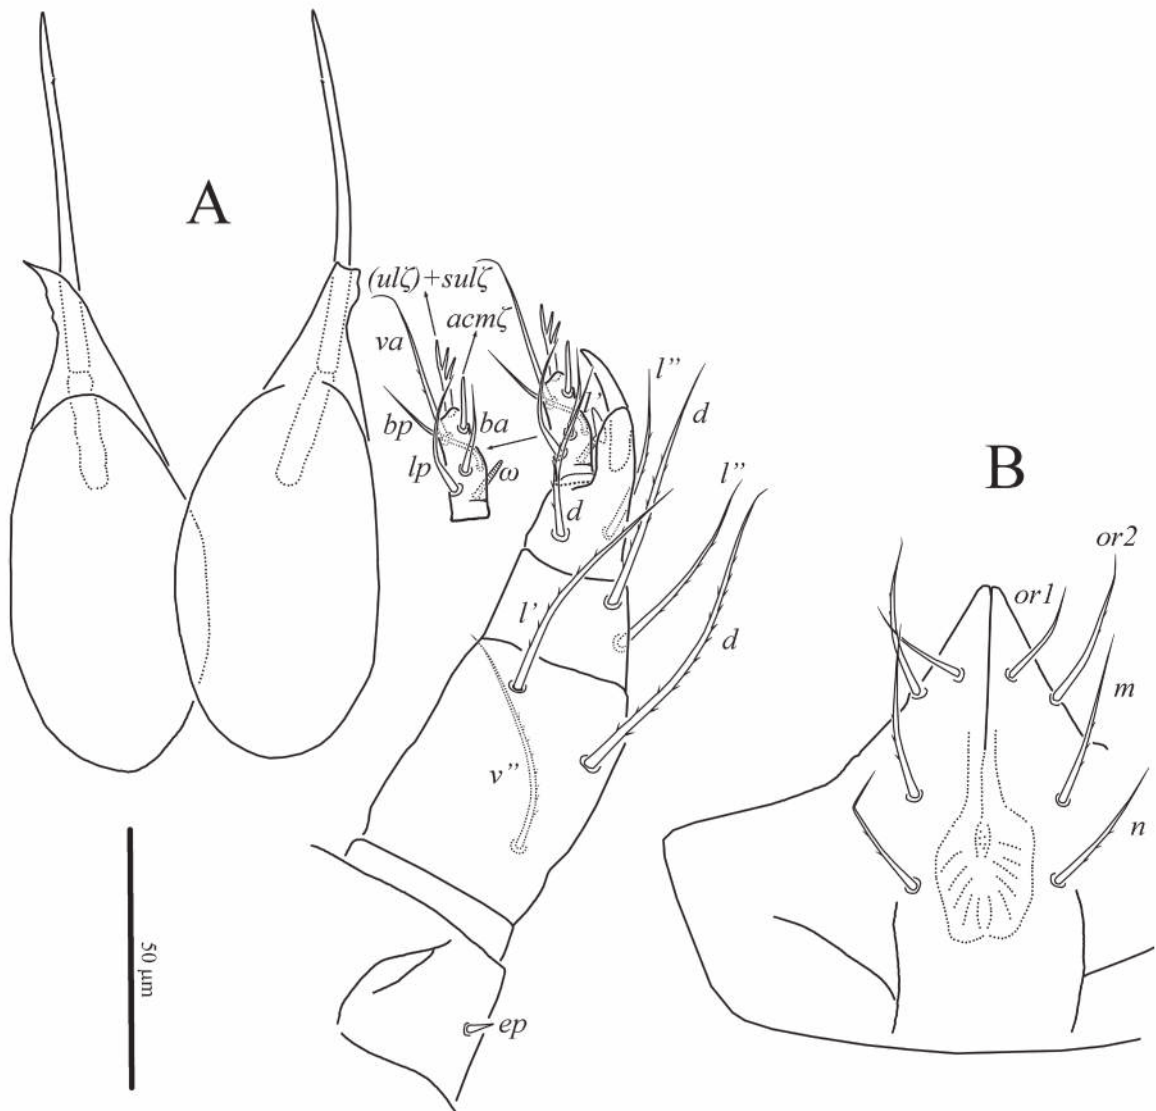 A
(ulζ)+sulζ
acmζ
va
l’
l”
bp
ba
d
lp
ω
l”
d
B
or2
l’
or1
d
m
v”
n
50 μm
ep